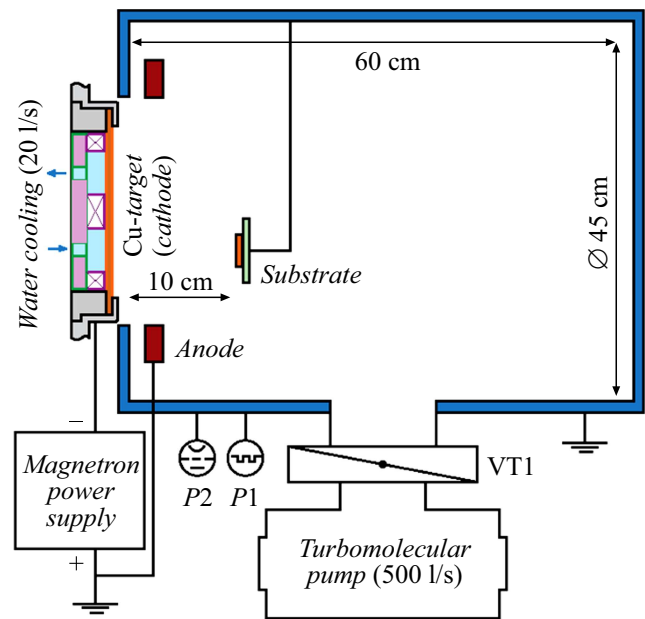 60 cm
Water cooling (20 l/s)
Cu-target
(cathode)
Ø 45 cm
10 cm
Substrate
Anode
–
Magnetron
power
supply
+
P2
P1
VT1
Turbomolecular
pump (500 l/s)